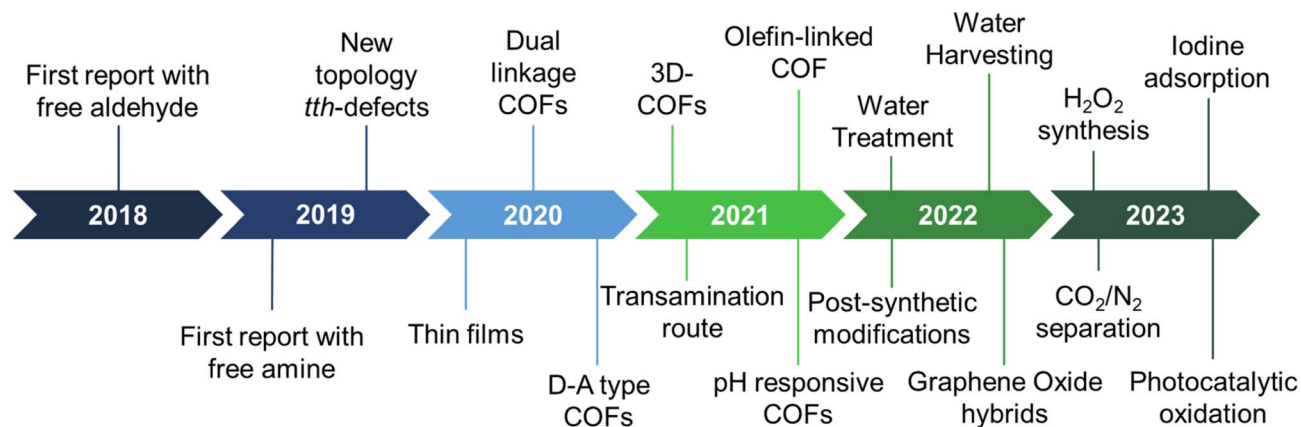 First report with
free aldehyde
New
topology
tth-defects
Dual
linkage
COFs
3D-
COFs
Olefin-linked
COF
Water
Treatment
Water
Harvesting
H₂O₂
synthesis
Iodine
adsorption
2018
2019
2020
2021
2022
2023
First report with
free amine
Thin films
D-A type
COFs
Transamination
route
pH responsive
COFs
Post-synthetic
modifications
Graphene Oxide
hybrids
CO₂/N₂
separation
Photocatalytic
oxidation